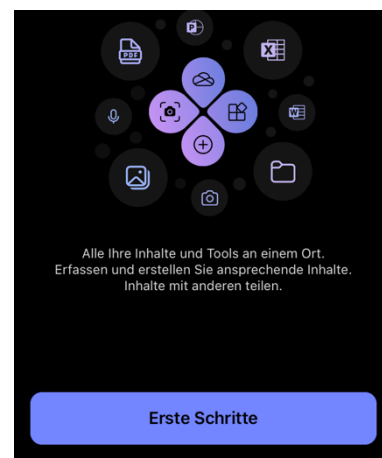 PDF
P
X
W
Alle Ihre Inhalte und Tools an einem Ort.
Erfassen und erstellen Sie ansprechende Inhalte.
Inhalte mit anderen teilen.
Erste Schritte